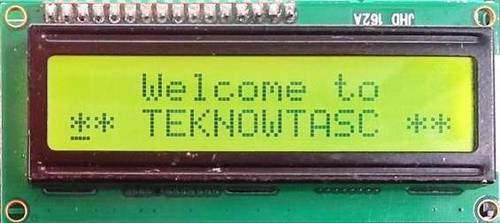 JHD 162A
Welcome to
** TEKNOWTASC **